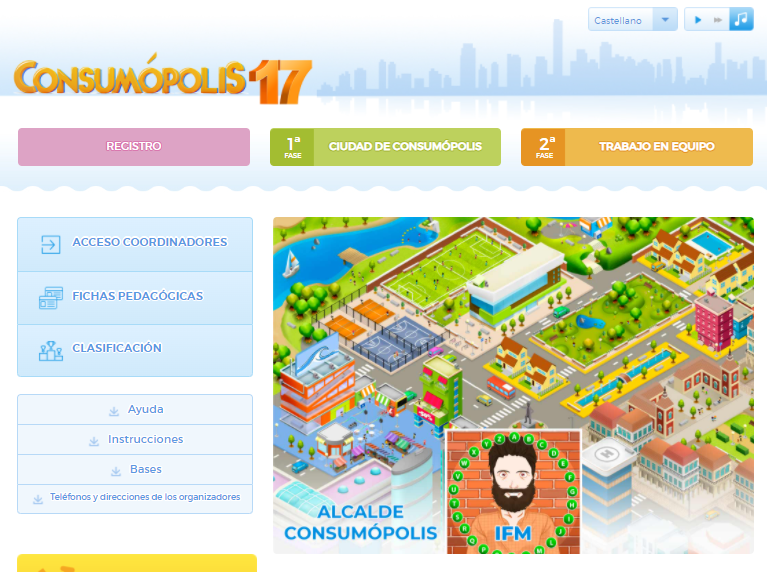 Castellano
CONSUMÓPOLIS 17
REGISTRO
1ª FASE
CIUDAD DE CONSUMÓPOLIS
2ª FASE
TRABAJO EN EQUIPO
ACCESO COORDINADORES
FICHAS PEDAGÓGICAS
CLASIFICACIÓN
Ayuda
Instrucciones
Bases
Teléfonos y direcciones de los organizadores
ALCALDE
CONSUMÓPOLIS
IFM
A B C D E F G H I J L M P Q R S T U V W X Y Z
H